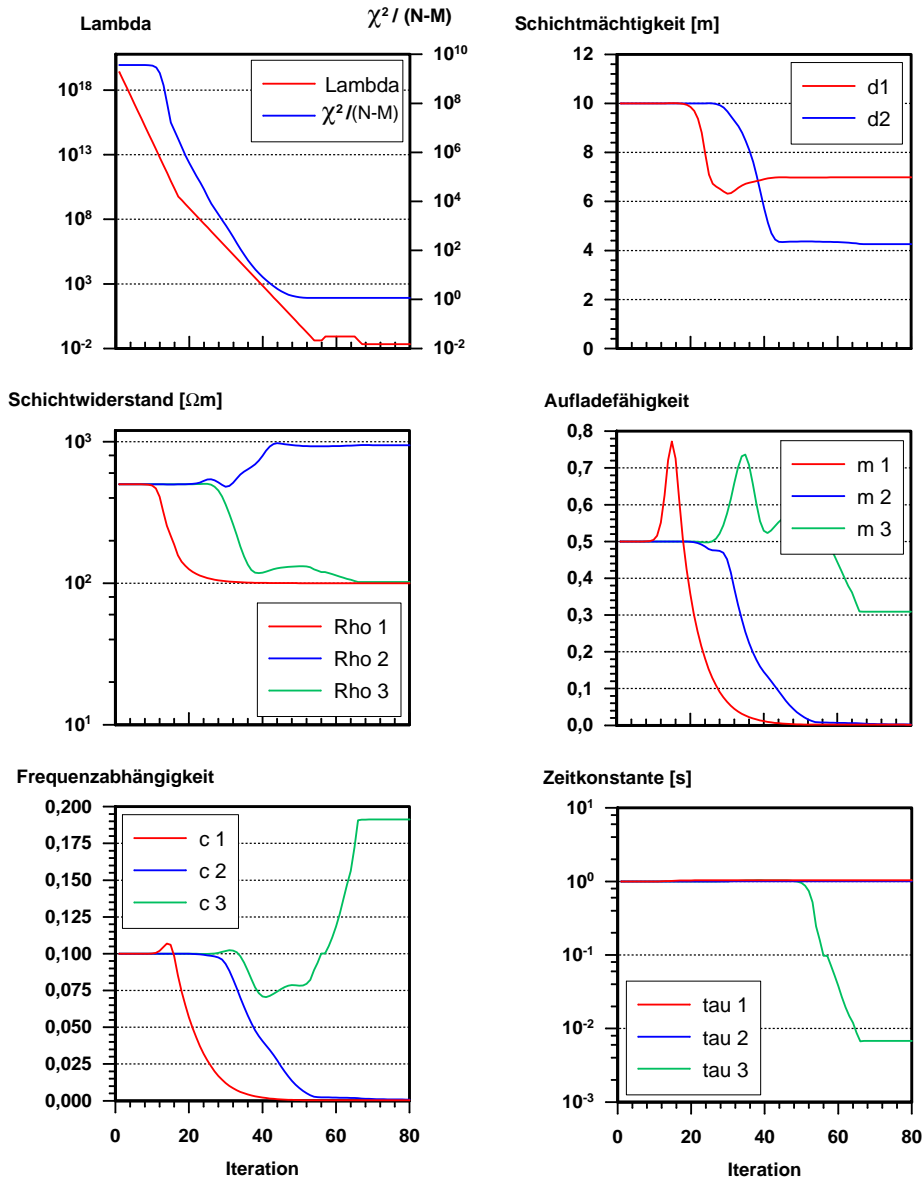 Lambda
χ² / (N-M)
10¹⁸
10¹³
10⁸
10³
10⁻²
10¹⁰
10⁸
10⁶
10⁴
10²
10⁰
10⁻²
Lambda
χ²/(N-M)
Schichtmächtigkeit [m]
12
10
8
6
4
2
0
d1
d2
Schichtwiderstand [Ωm]
10³
10²
10¹
Rho 1
Rho 2
Rho 3
Aufladefähigkeit
0,8
0,7
0,6
0,5
0,4
0,3
0,2
0,1
0,0
m 1
m 2
m 3
Frequenzabhängigkeit
0,200
0,175
0,150
0,125
0,100
0,075
0,050
0,025
0,000
c 1
c 2
c 3
0 20 40 60 80
Iteration
Zeitkonstante [s]
10¹
10⁰
10⁻¹
10⁻²
10⁻³
tau 1
tau 2
tau 3
0 20 40 60 80
Iteration